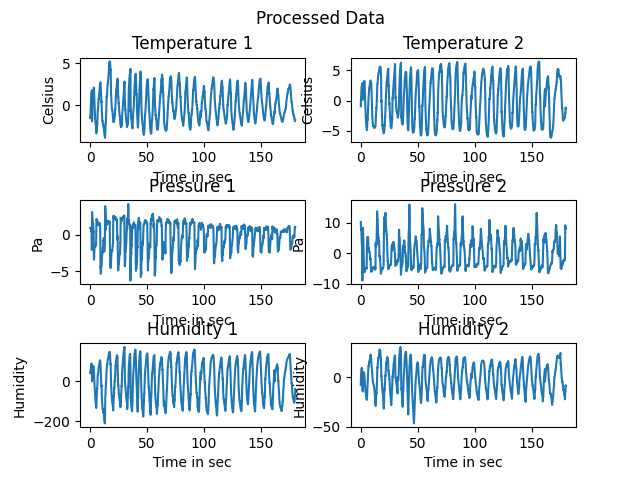 Processed Data
Temperature 1
Temperature 2
Celsius
5
0
0 50 100 150
Time in sec
Celsius
5
0
−5
0 50 100 150
Time in sec
Pressure 1
Pressure 2
Pa
0
−5
0 50 100 150
Time in sec
Pa
10
0
−10
0 50 100 150
Time in sec
Humidity 1
Humidity 2
Humidity
0
−200
0 50 100 150
Time in sec
Humidity
0
−50
0 50 100 150
Time in sec